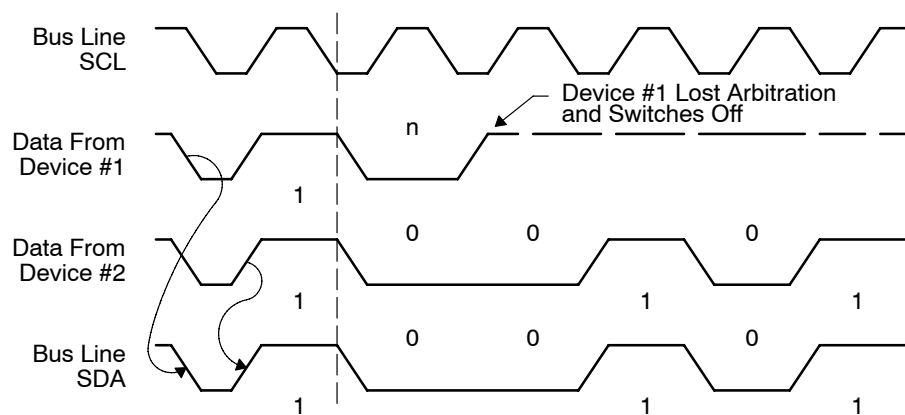 Bus Line
SCL
Device #1 Lost Arbitration
and Switches Off
n
Data From
Device #1
1
0 0 0
Data From
Device #2
1 1 1
0 0 0
Bus Line
SDA
1 1 1